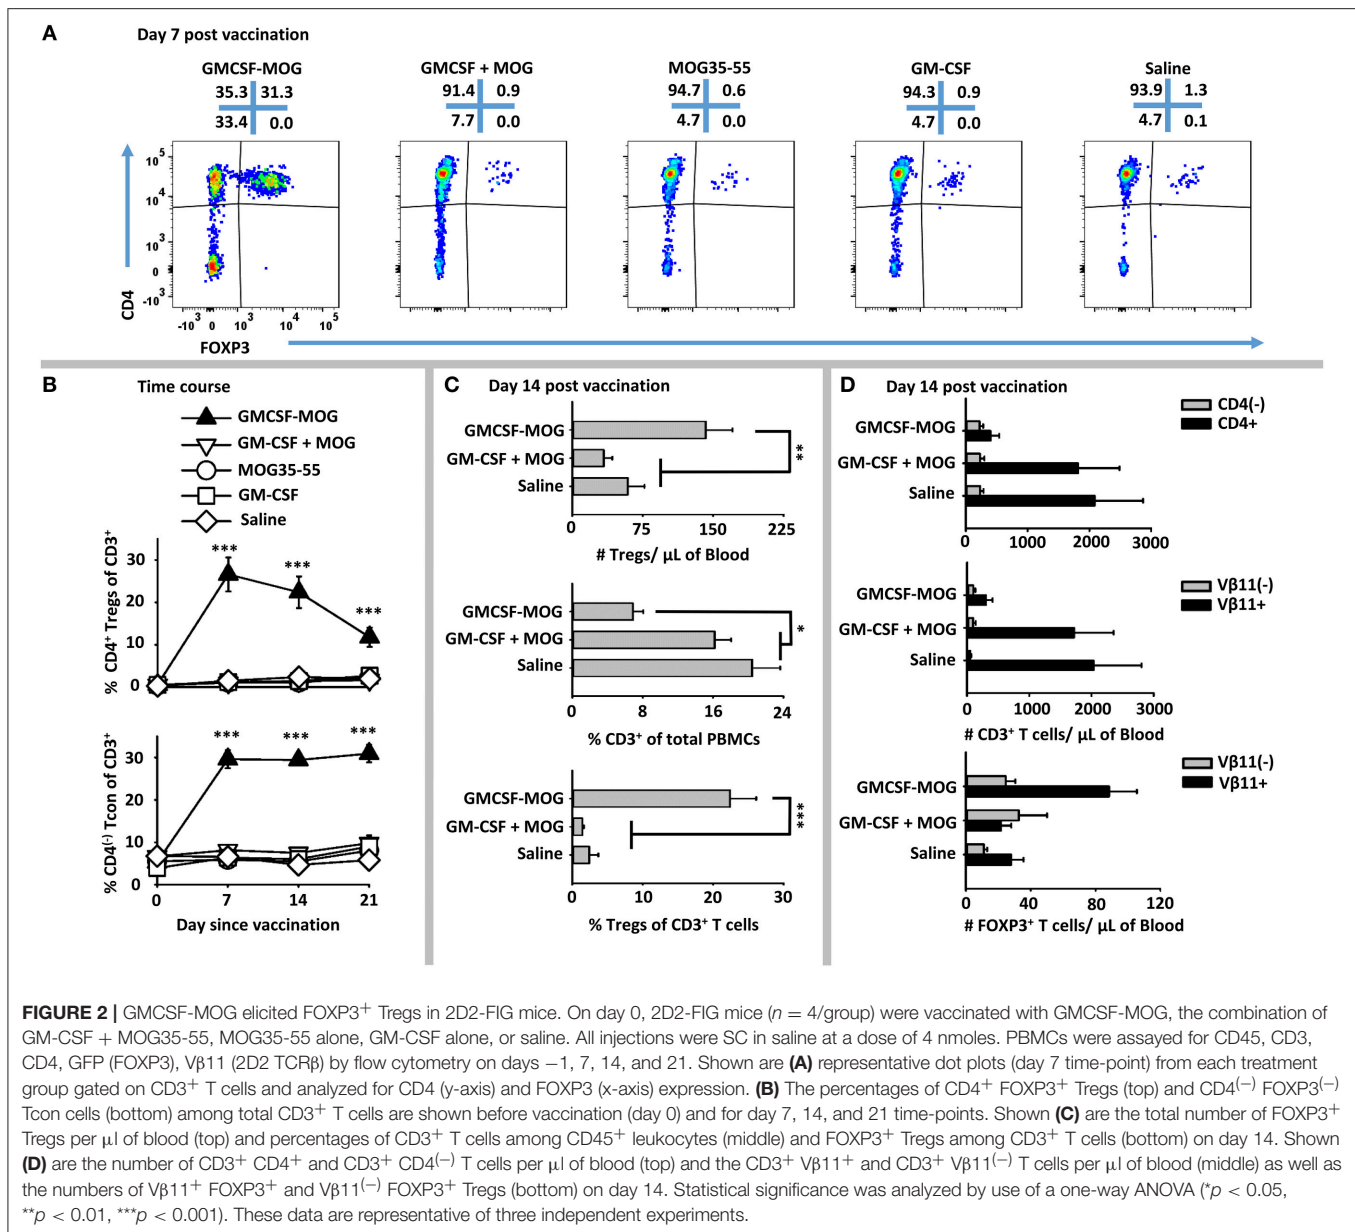 A Day 7 post vaccination
GMCSF-MOG GMCSF + MOG MOG35-55 GM-CSF Saline
35.3 31.3 91.4 0.9 94.7 0.6 94.3 0.9 93.9 1.3
33.4 0.0 7.7 0.0 4.7 0.0 4.7 0.0 4.7 0.1
10⁵
10⁴
10³
0
-10³
CD4
-10³ 0 10³ 10⁴ 10⁵
FOXP3
B Time course
GMCSF-MOG
GM-CSF + MOG
MOG35-55
GM-CSF
Saline
% CD4⁺ Tregs of CD3⁺
30
20
10
0
*** *** ***
% CD4⁽⁻⁾ Tcon of CD3⁺
30
20
10
0
*** *** ***
0 7 14 21
Day since vaccination
C Day 14 post vaccination
GMCSF-MOG
GM-CSF + MOG
Saline
**
0 75 150 225
# Tregs/ µL of Blood
GMCSF-MOG
GM-CSF + MOG
Saline
*
0 8 16 24
% CD3⁺ of total PBMCs
GMCSF-MOG
GM-CSF + MOG
Saline
***
0 10 20 30
% Tregs of CD3⁺ T cells
D Day 14 post vaccination
CD4(-)
CD4+
GMCSF-MOG
GM-CSF + MOG
Saline
0 1000 2000 3000
Vβ11(-)
Vβ11+
GMCSF-MOG
GM-CSF + MOG
Saline
0 1000 2000 3000
# CD3⁺ T cells/ µL of Blood
Vβ11(-)
Vβ11+
GMCSF-MOG
GM-CSF + MOG
Saline
0 40 80 120
# FOXP3⁺ T cells/ µL of Blood
FIGURE 2 | GMCSF-MOG elicited FOXP3⁺ Tregs in 2D2-FIG mice. On day 0, 2D2-FIG mice (n = 4/group) were vaccinated with GMCSF-MOG, the combination of
GM-CSF + MOG35-55, MOG35-55 alone, GM-CSF alone, or saline. All injections were SC in saline at a dose of 4 nmoles. PBMCs were assayed for CD45, CD3,
CD4, GFP (FOXP3), Vβ11 (2D2 TCRβ) by flow cytometry on days −1, 7, 14, and 21. Shown are (A) representative dot plots (day 7 time-point) from each treatment
group gated on CD3⁺ T cells and analyzed for CD4 (y-axis) and FOXP3 (x-axis) expression. (B) The percentages of CD4⁺ FOXP3⁺ Tregs (top) and CD4⁽⁻⁾ FOXP3⁽⁻⁾
Tcon cells (bottom) among total CD3⁺ T cells are shown before vaccination (day 0) and for day 7, 14, and 21 time-points. Shown (C) are the total number of FOXP3⁺
Tregs per µl of blood (top) and percentages of CD3⁺ T cells among CD45⁺ leukocytes (middle) and FOXP3⁺ Tregs among CD3⁺ T cells (bottom) on day 14. Shown
(D) are the number of CD3⁺ CD4⁺ and CD3⁺ CD4⁽⁻⁾ T cells per µl of blood (top) and the CD3⁺ Vβ11⁺ and CD3⁺ Vβ11⁽⁻⁾ T cells per µl of blood (middle) as well as
the numbers of Vβ11⁺ FOXP3⁺ and Vβ11⁽⁻⁾ FOXP3⁺ Tregs (bottom) on day 14. Statistical significance was analyzed by use of a one-way ANOVA (*p < 0.05,
**p < 0.01, ***p < 0.001). These data are representative of three independent experiments.